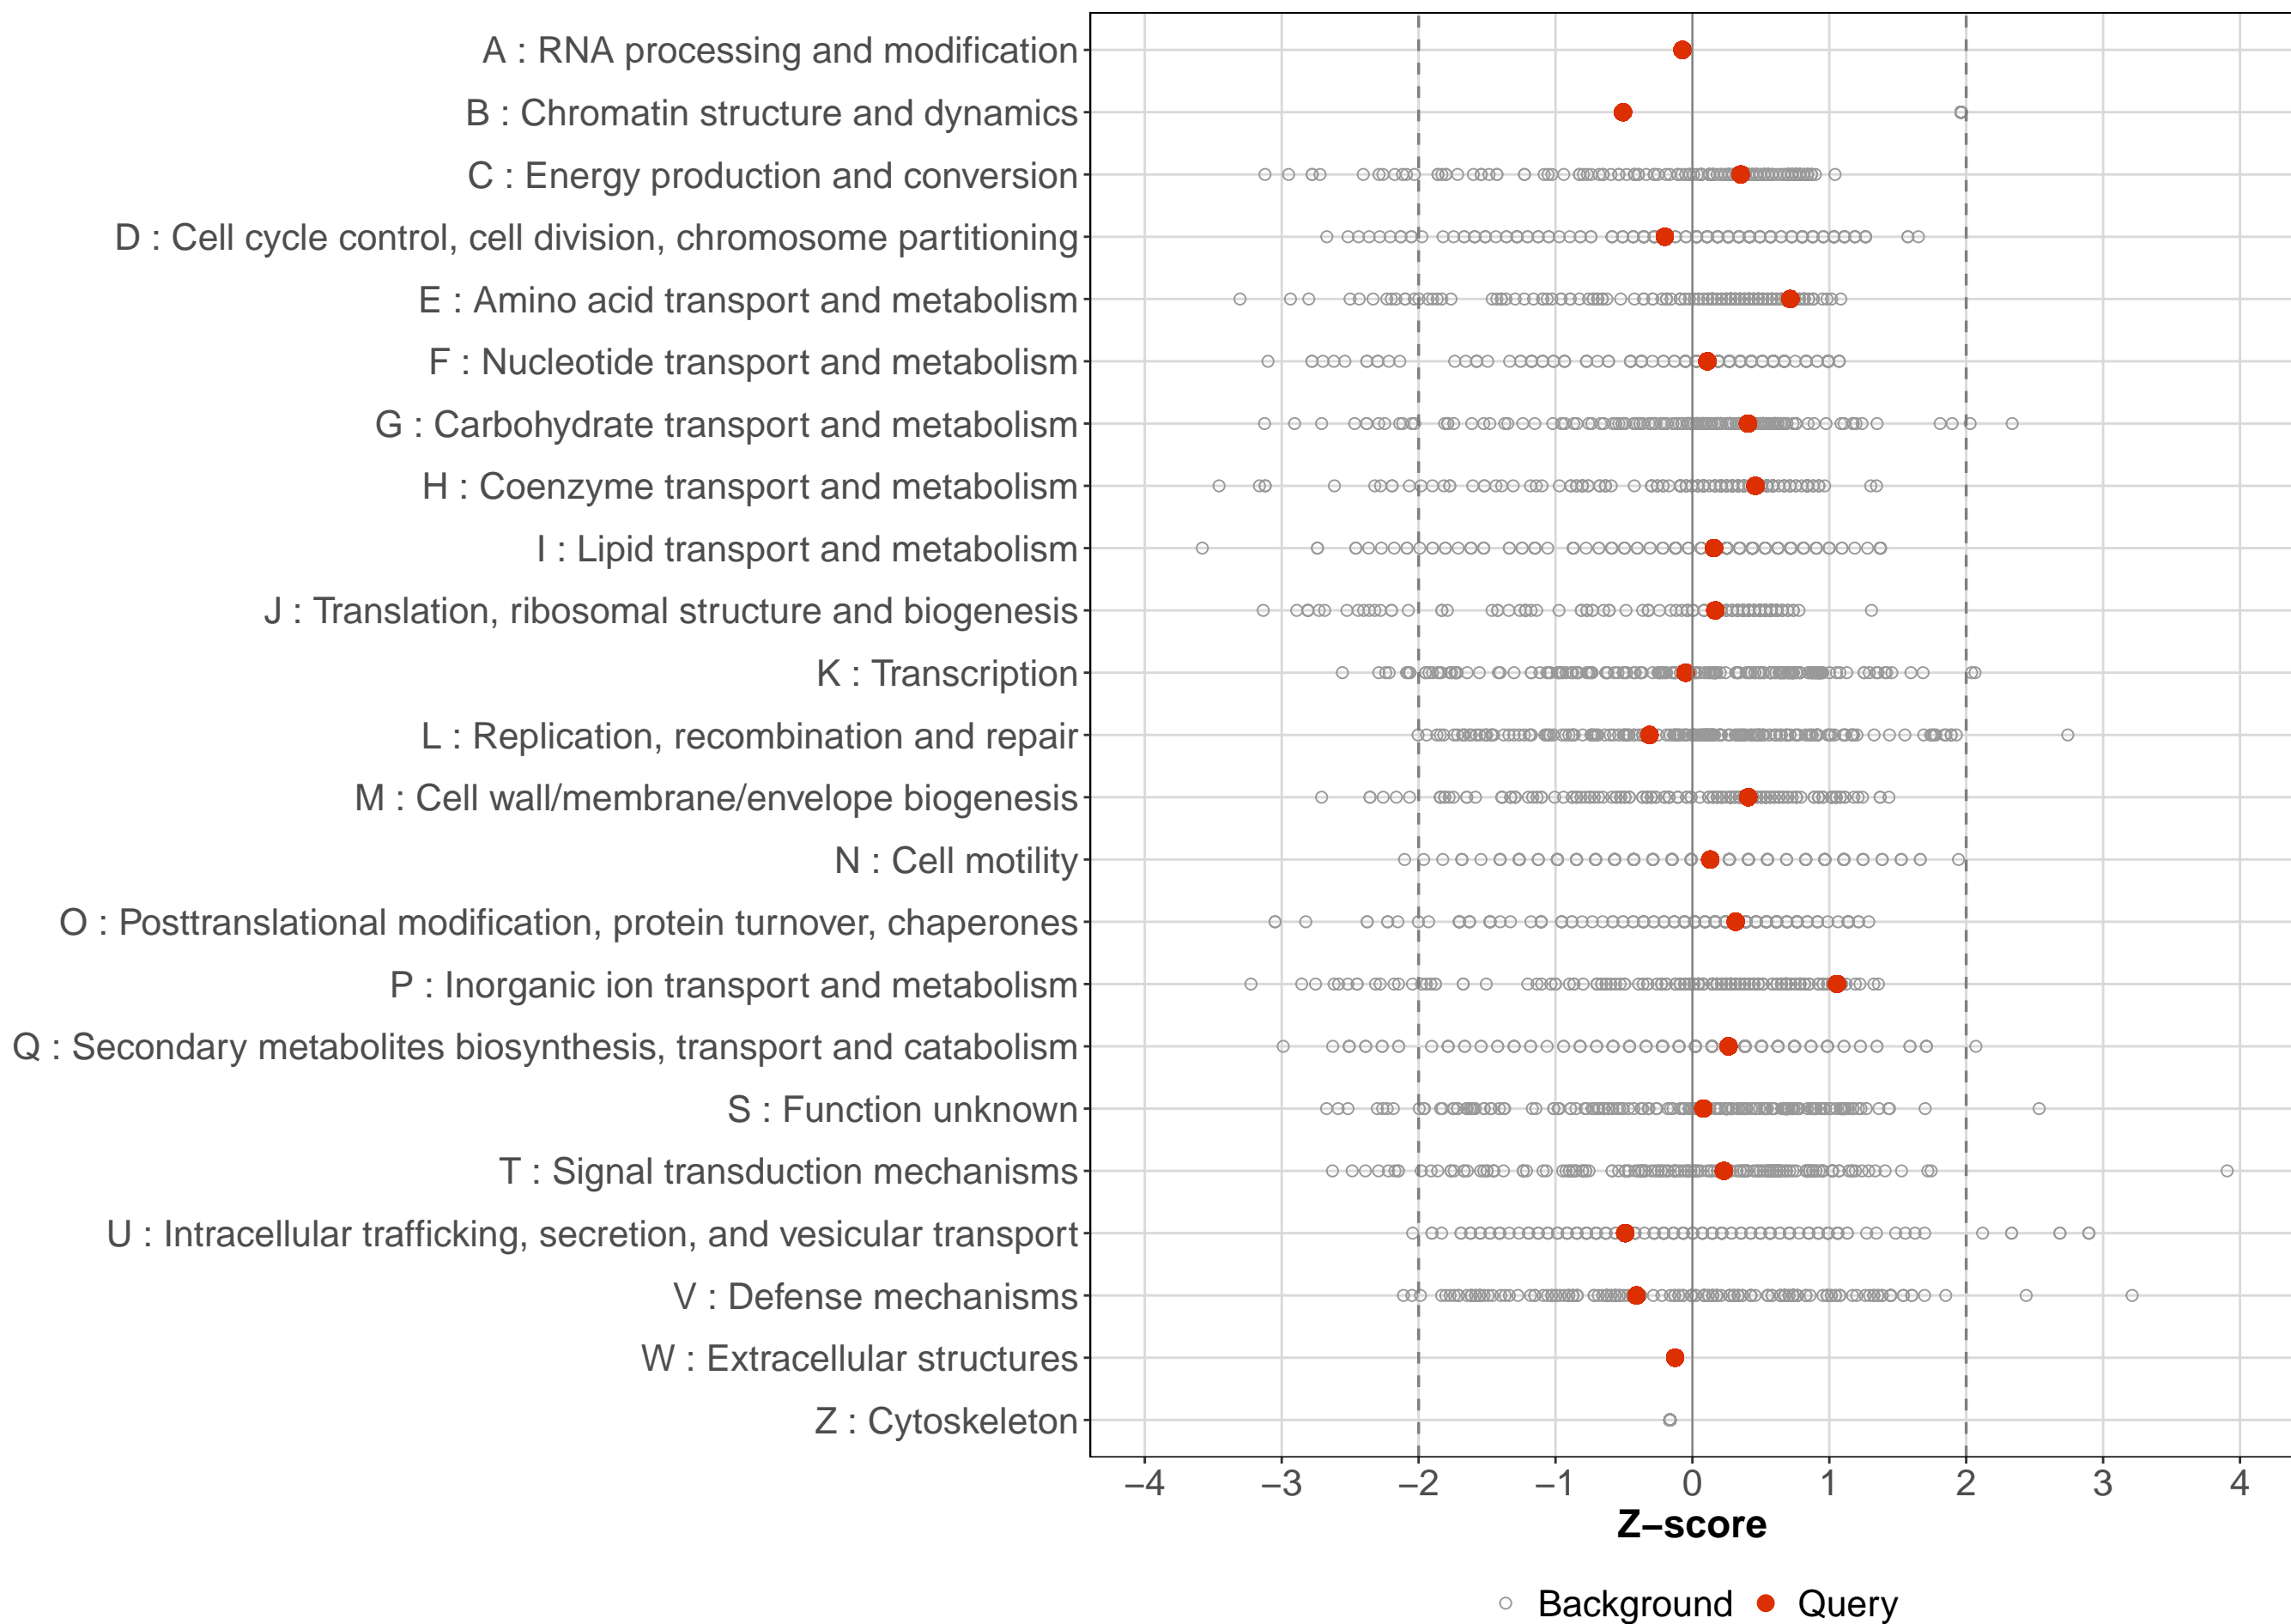 A : RNA processing and modification
B : Chromatin structure and dynamics
C : Energy production and conversion
D : Cell cycle control, cell division, chromosome partitioning
E : Amino acid transport and metabolism
F : Nucleotide transport and metabolism
G : Carbohydrate transport and metabolism
H : Coenzyme transport and metabolism
I : Lipid transport and metabolism
J : Translation, ribosomal structure and biogenesis
K : Transcription
L : Replication, recombination and repair
M : Cell wall/membrane/envelope biogenesis
N : Cell motility
O : Posttranslational modification, protein turnover, chaperones
P : Inorganic ion transport and metabolism
Q : Secondary metabolites biosynthesis, transport and catabolism
S : Function unknown
T : Signal transduction mechanisms
U : Intracellular trafficking, secretion, and vesicular transport
V : Defense mechanisms
W : Extracellular structures
Z : Cytoskeleton
−4 −3 −2 −1 0 1 2 3 4
Z−score
Background Query